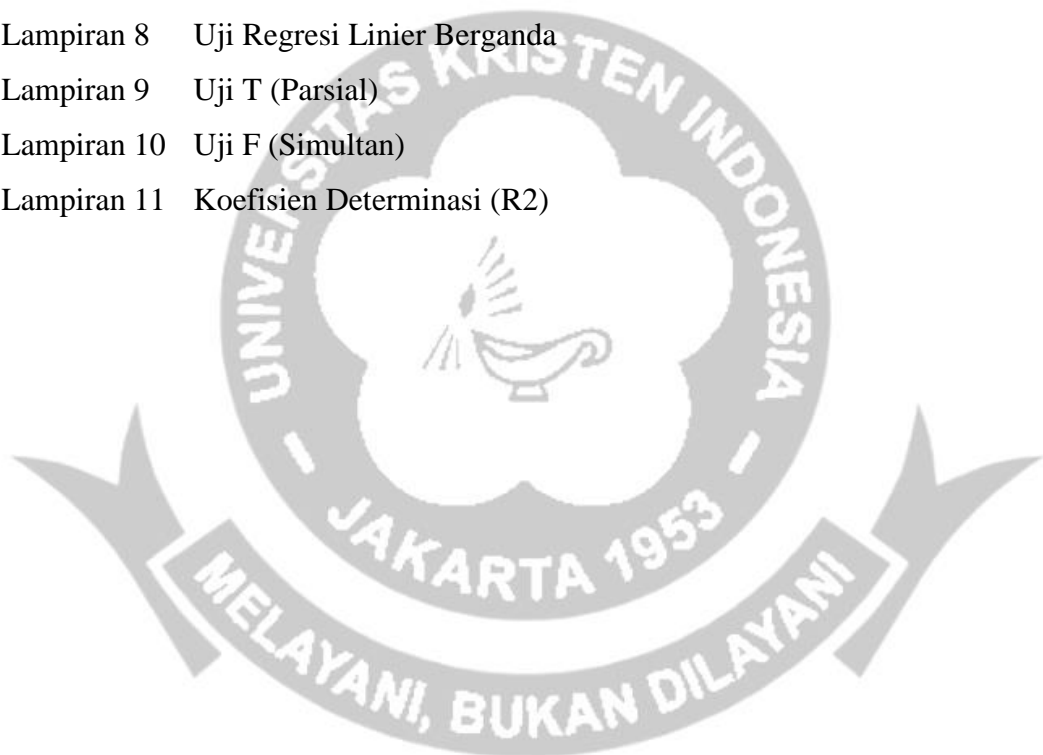 Lampiran 8 Uji Regresi Linier Berganda
Lampiran 9 Uji T (Parsial)
Lampiran 10 Uji F (Simultan)
Lampiran 11 Koefisien Determinasi (R2)
UNIVERSITAS KRISTEN INDONESIA
- JAKARTA 1953 -
MELAYANI, BUKAN DILAYANI